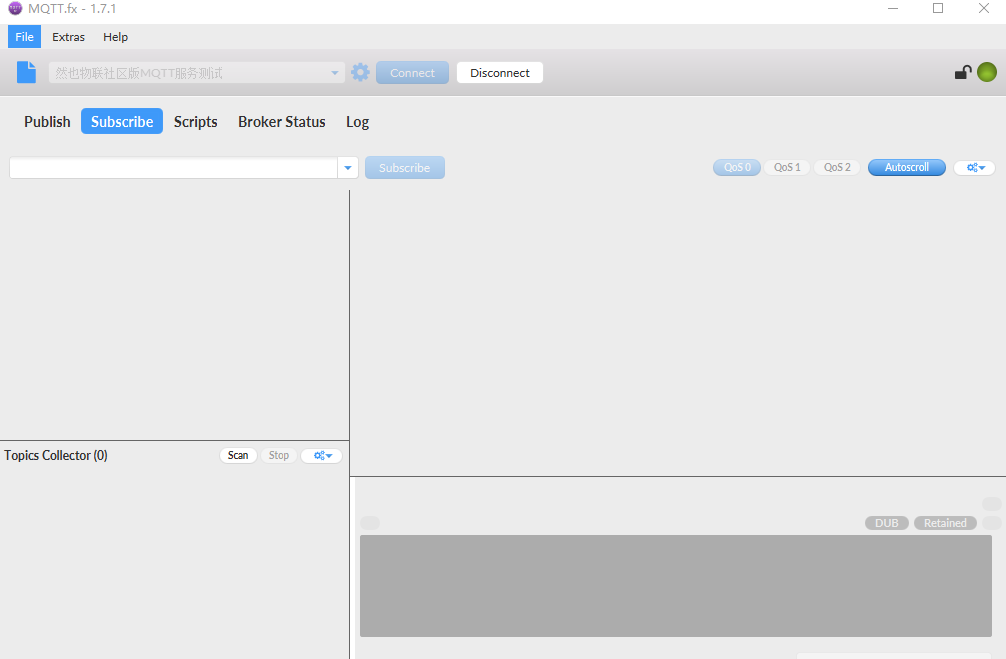 MQTT.fx - 1.7.1
File Extras Help
然也物联社区版MQTT服务测试 Connect Disconnect
Publish Subscribe Scripts Broker Status Log
Subscribe QoS 0 QoS 1 QoS 2 Autoscroll
Topics Collector (0) Scan Stop
DUB Retained